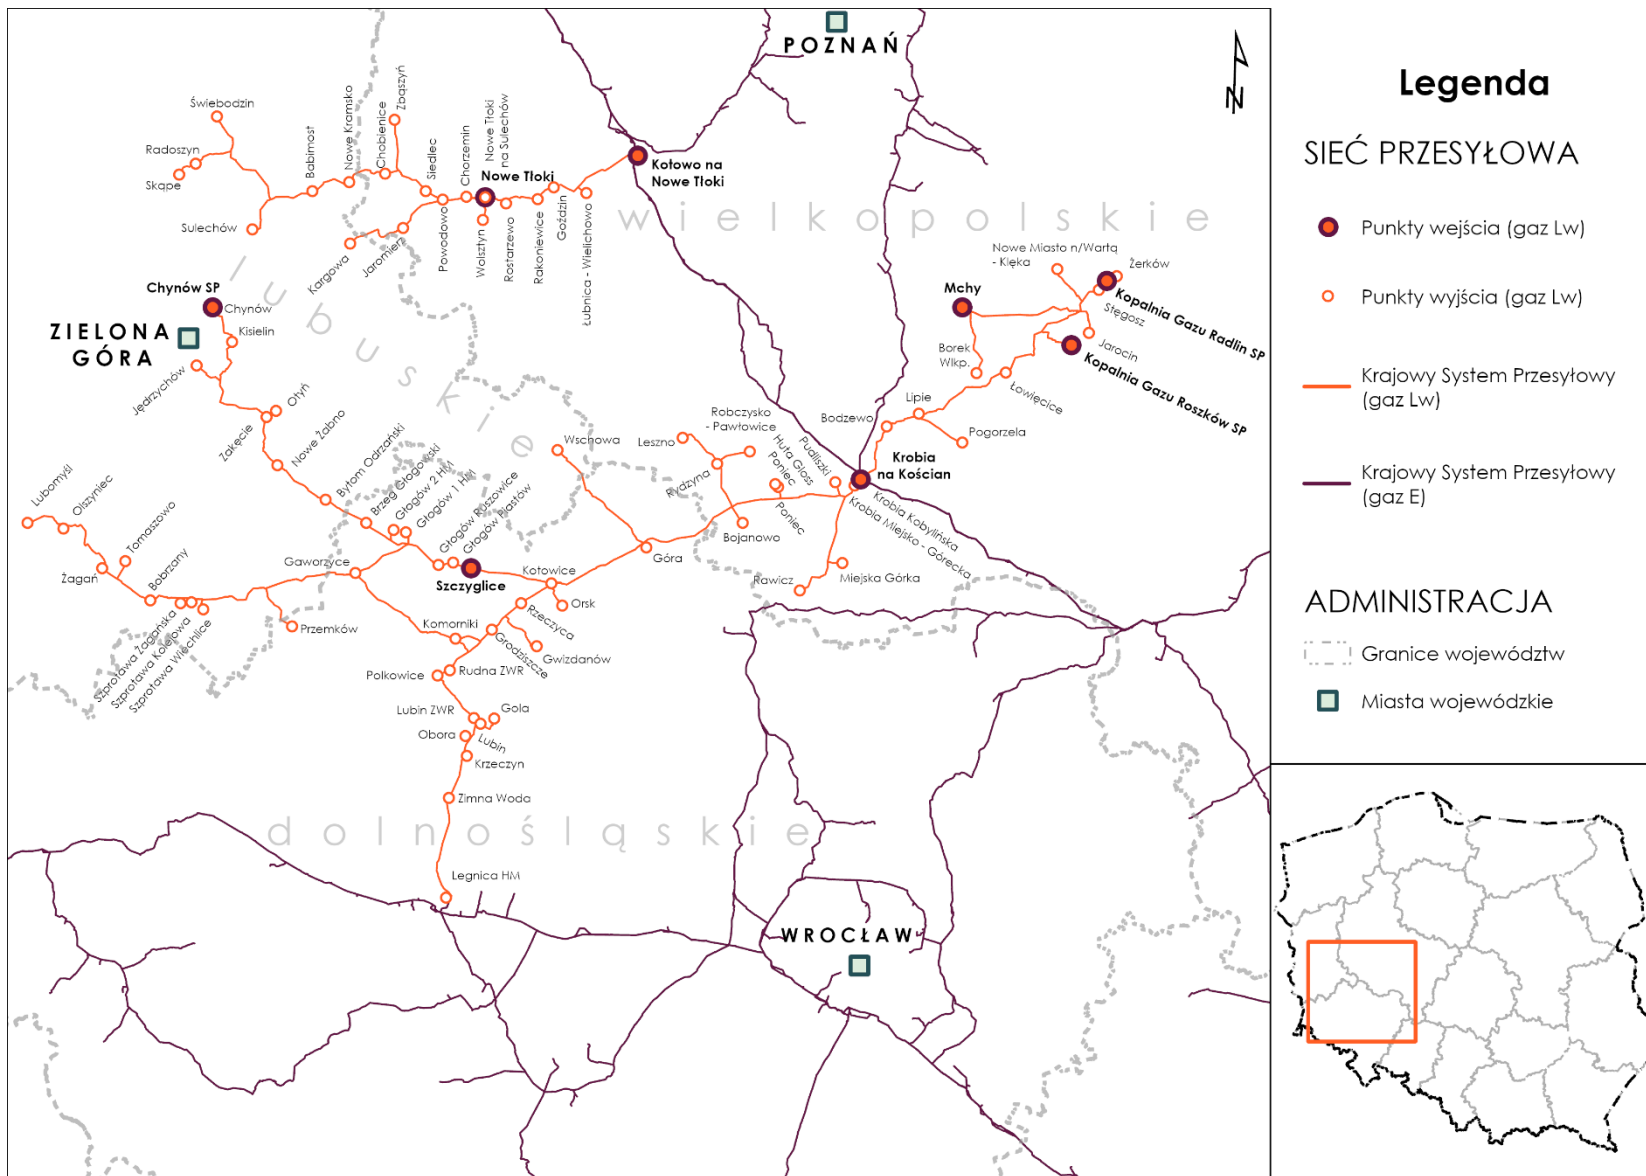 POZNAŃ
Świebodzin
Radoszyn
Skąpe
Sulechów
Babimost
Nowe Kramsko
Chobienice
Zbąszyń
Siedlec
Chorzemin
Nowe Tłoki
na Sulechów
Nowe Tłoki
Kotowo na
Nowe Tłoki
Kargowa
Jaromierz
Powodowo
Wolsztyn
Rostarzewo
Rakoniewice
Goździn
Łubnica - Wielichowo
wielkopolskie
lubuskie
Chynów SP
Chynów
Kisielin
ZIELONA
GÓRA
Jędrzychów
Otyń
Zakęcie
Nowe Żabno
Bytom Odrzański
Brzeg Głogowski
Głogów 2 HM
Głogów 1 HM
Głogów Ruszowice
Głogów Piastów
Szczyglice
Wschowa
Nowe Miasto n/Wartą
- Klęka
Żerków
Mchy
Kopalnia Gazu Radlin SP
Stęgosz
Jarocin
Kopalnia Gazu Roszków SP
Borek
Wlkp.
Łowięcice
Lipie
Pogorzela
Bodzewo
Robczysko
- Pawłowice
Leszno
Rydzyna
Bojanowo
Pudliszki
Huta Gloss
Poniec
Poniec
Krobia
na Kościan
Krobia Kobylińska
Krobia Miejsko - Górecka
Rawicz
Miejska Górka
Góra
Kotowice
Orsk
Rzeczyca
Gwizdanów
Grodziszcze
Komorniki
Rudna ZWR
Polkowice
Lubin ZWR
Gola
Lubin
Obora
Krzeczyn
Zimna Woda
Legnica HM
Lubomyśl
Olszyniec
Tomaszowo
Żagań
Bobrzany
Szprotawa Żagańska
Szprotawa Kolejowa
Szprotawa Wiechlice
Przemków
Gaworzyce
dolnośląskie
WROCŁAW
N
Legenda
SIEĆ PRZESYŁOWA
Punkty wejścia (gaz Lw)
Punkty wyjścia (gaz Lw)
Krajowy System Przesyłowy
(gaz Lw)
Krajowy System Przesyłowy
(gaz E)
ADMINISTRACJA
Granice województw
Miasta wojewódzkie